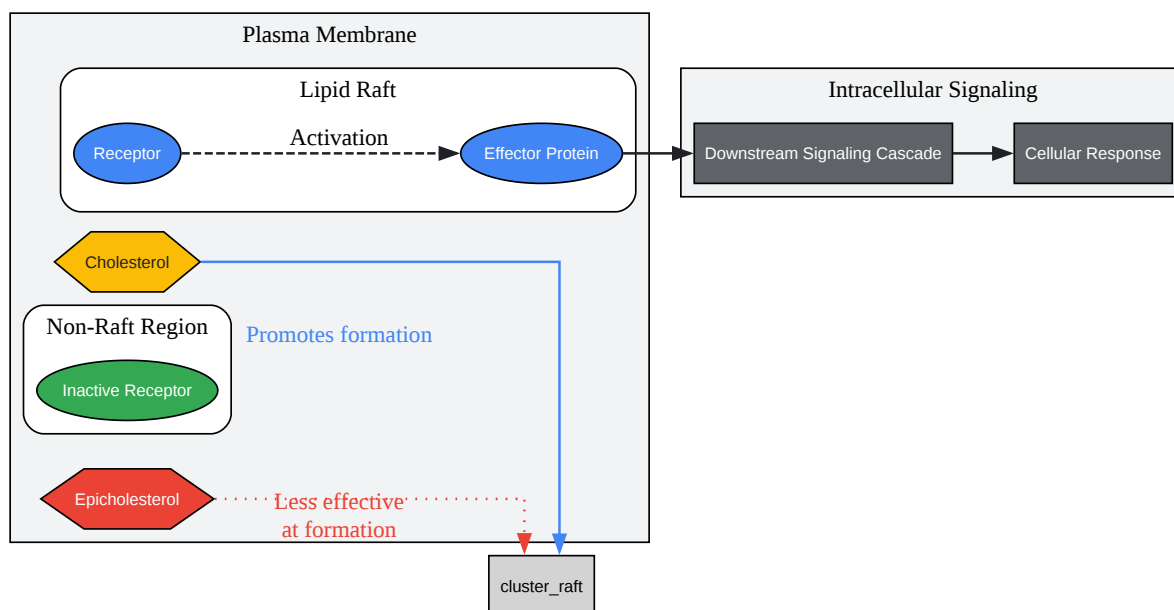 Plasma Membrane
Lipid Raft
Intracellular Signaling
Activation
Receptor
Effector Protein
Downstream Signaling Cascade
Cellular Response
Cholesterol
Non-Raft Region
Promotes formation
Inactive Receptor
Epicholesterol
Less effective
at formation
cluster_raft